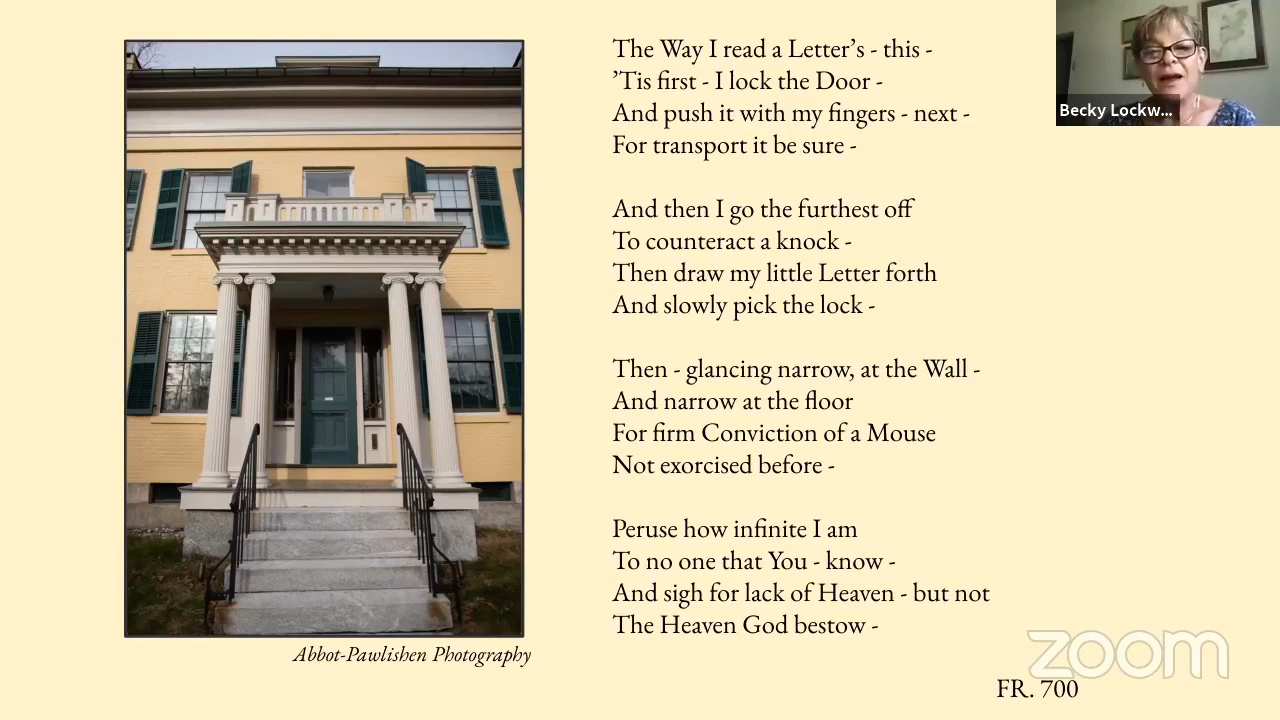 The Way I read a Letter’s - this -
’Tis first - I lock the Door -
And push it with my fingers - next -
For transport it be sure -
And then I go the furthest off
To counteract a knock -
Then draw my little Letter forth
And slowly pick the lock -
Then - glancing narrow, at the Wall -
And narrow at the floor
For firm Conviction of a Mouse
Not exorcised before -
Peruse how infinite I am
To no one that You - know -
And sigh for lack of Heaven - but not
The Heaven God bestow -
FR. 700
Abbot-Pawlishen Photography
Becky Lockw...
zoom